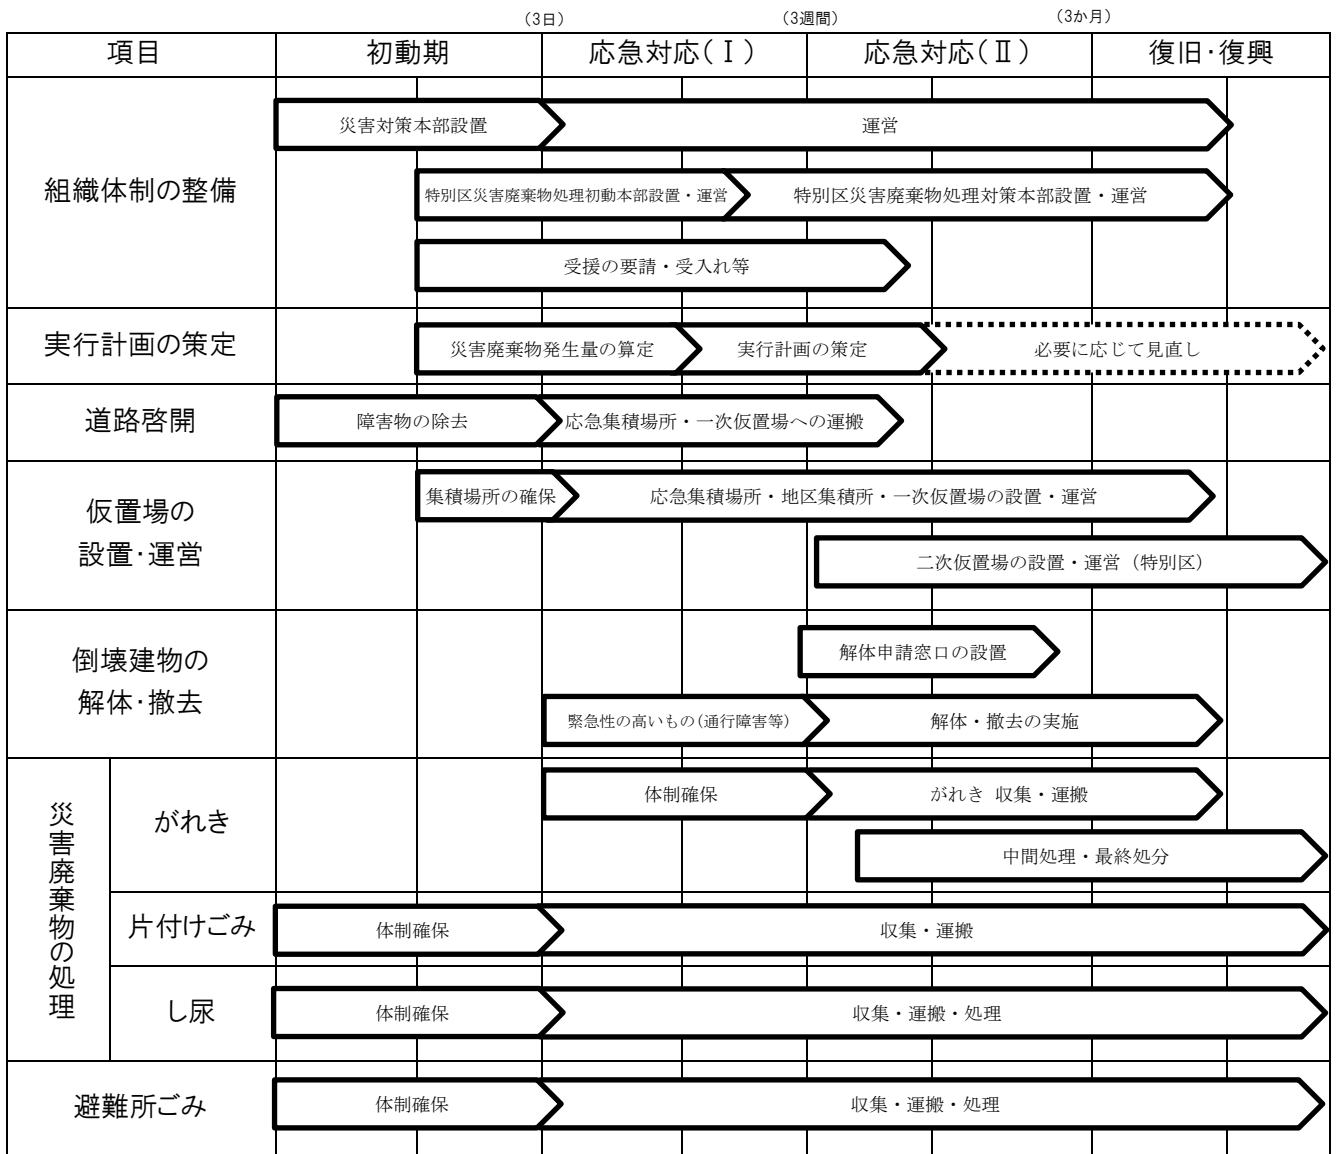 （3日）
（3週間）
（3か月）
項目
初動期
応急対応(Ⅰ)
応急対応(Ⅱ)
復旧･復興
組織体制の整備
災害対策本部設置
運営
特別区災害廃棄物処理初動本部設置・運営
特別区災害廃棄物処理対策本部設置・運営
受援の要請・受入れ等
実行計画の策定
災害廃棄物発生量の算定
実行計画の策定
必要に応じて見直し
道路啓開
障害物の除去
応急集積場所・一次仮置場への運搬
仮置場の
設置･運営
集積場所の確保
応急集積場所・地区集積所・一次仮置場の設置・運営
二次仮置場の設置・運営（特別区）
倒壊建物の
解体･撤去
解体申請窓口の設置
緊急性の高いもの(通行障害等)
解体・撤去の実施
災害廃棄物の処理
がれき
体制確保
がれき 収集・運搬
中間処理・最終処分
片付けごみ
体制確保
収集・運搬
し尿
体制確保
収集・運搬・処理
避難所ごみ
体制確保
収集・運搬・処理